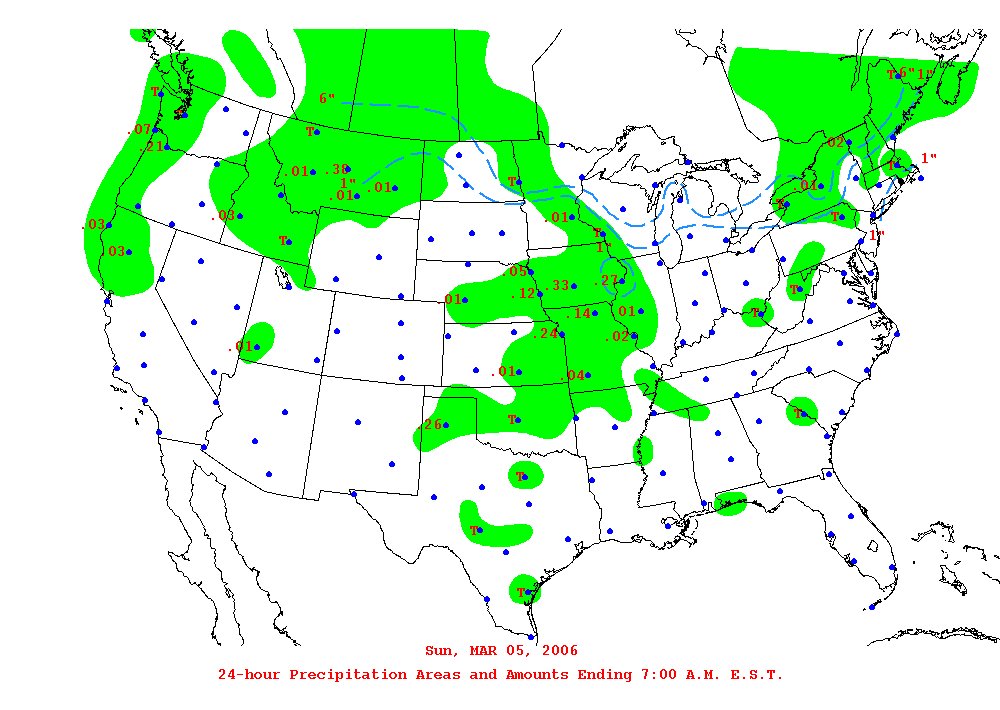 T 6" 1"
6"
T
.07 T
.21 T .02
.01 .38 T 1"
1" .01 T .01
.01
.03 .03 .01 T T
.03 T T 1"
1"
.05 .27 T
.01 .12 .33
.14 .01 T
.01 .24 .02
.01 .04
.26 T T
T
T
T
Sun, MAR 05, 2006
24-hour Precipitation Areas and Amounts Ending 7:00 A.M. E.S.T.